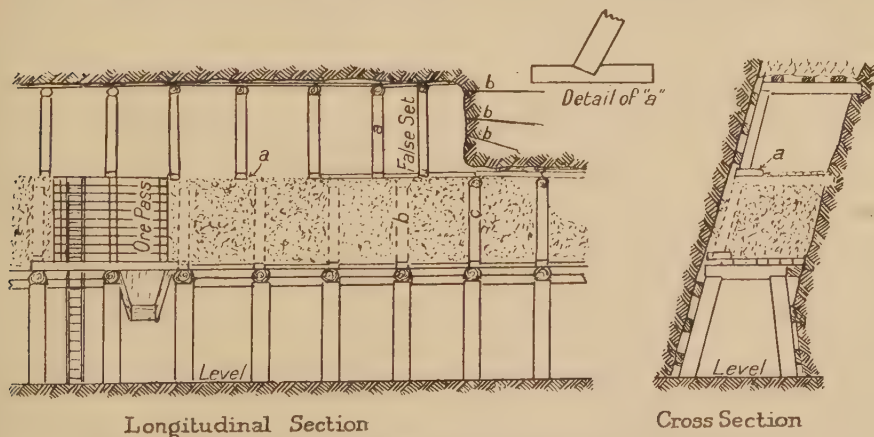 b
b
b
Detail of "a"
a
False Set
a
a
Ore Pass
b
c
Level
Level
Longitudinal Section
Cross Section